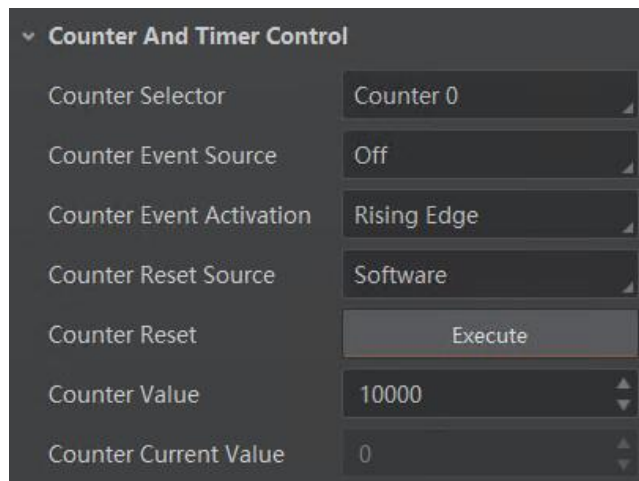 Counter And Timer Control
Counter Selector Counter 0
Counter Event Source Off
Counter Event Activation Rising Edge
Counter Reset Source Software
Counter Reset Execute
Counter Value 10000
Counter Current Value 0